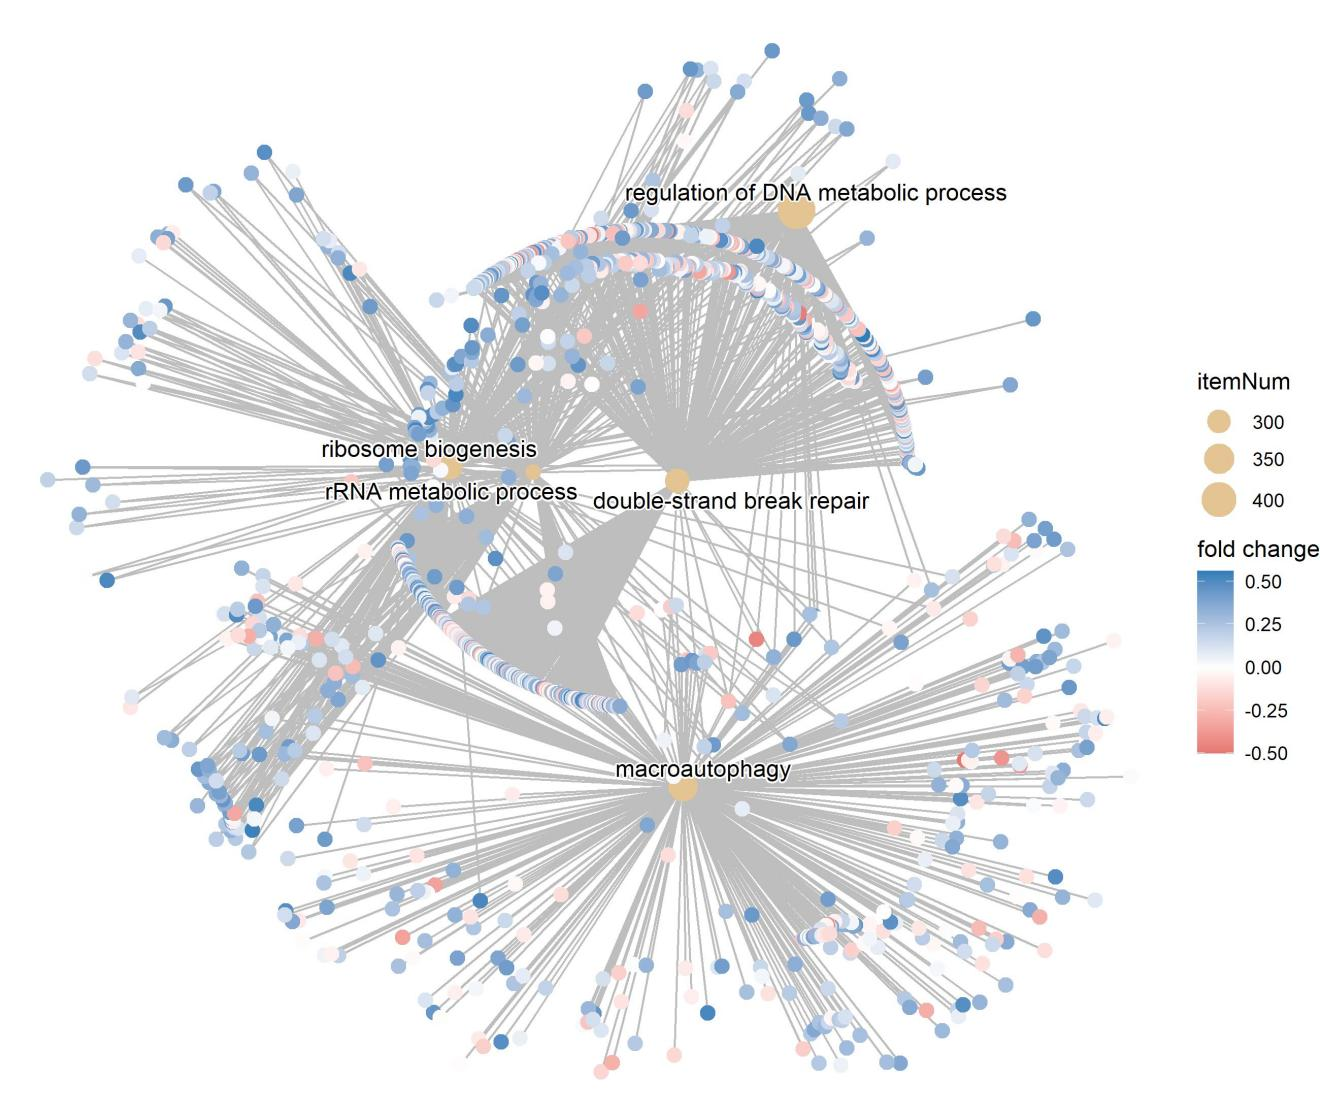 regulation of DNA metabolic process
ribosome biogenesis
rRNA metabolic process
double-strand break repair
macroautophagy
itemNum
300
350
400
fold change
0.50
0.25
0.00
-0.25
-0.50